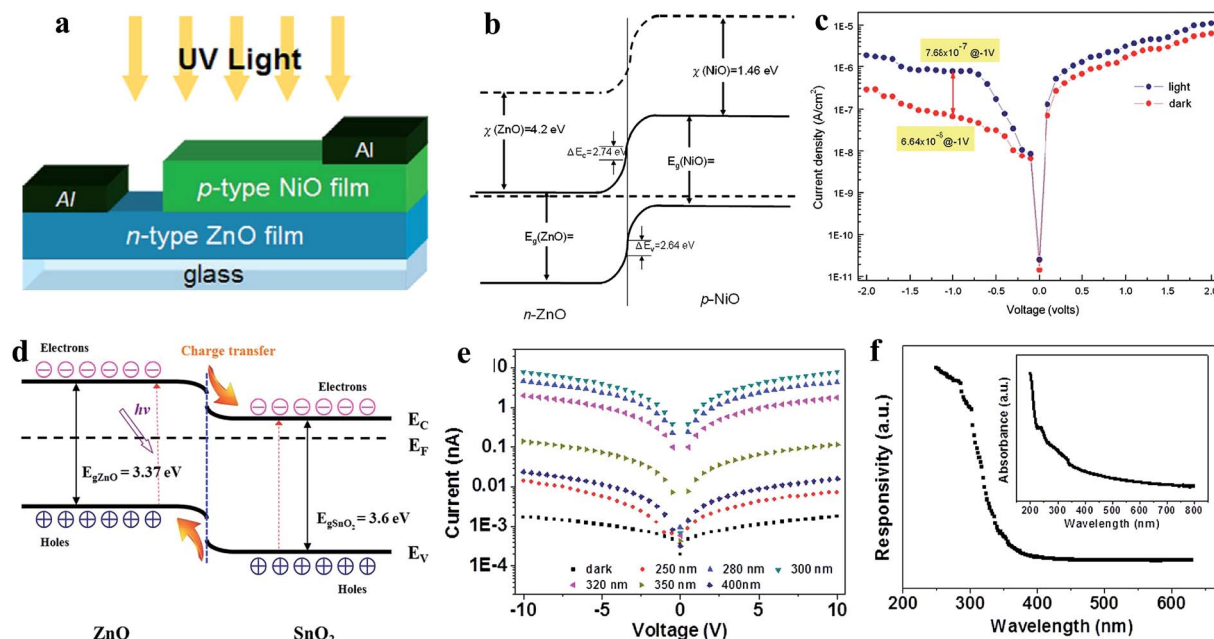 a
UV Light
Al
p-type NiO film
Al
n-type ZnO film
glass
b
χ (NiO)=1.46 eV
χ (ZnO)=4.2 eV
ΔEc=2.74 eV
Eg(NiO)=
Eg(ZnO)=
ΔEv=2.64 eV
n-ZnO
p-NiO
c
1E-5
1E-6
1E-7
1E-8
1E-9
1E-10
1E-11
Current density (A/cm²)
7.68x10⁻⁷
@-1V
6.64x10⁻⁸
@-1V
light
dark
-2.0 -1.5 -1.0 -0.5 0.0 0.5 1.0 1.5 2.0
Voltage (volts)
d
Electrons
Charge transfer
Electrons
hν
EC
EF
EgZnO = 3.37 eV
EgSnO₂ = 3.6 eV
Holes
EV
Holes
ZnO
SnO₂
e
10
1
0.1
0.01
1E-3
1E-4
Current (nA)
dark 250 nm 280 nm 300 nm
320 nm 350 nm 400nm
-10 -5 0 5 10
Voltage (V)
f
Responsivity (a.u.)
Absorbance (a.u.)
200 300 400 500 600 700 800
Wavelength (nm)
200 300 400 500 600
Wavelength (nm)